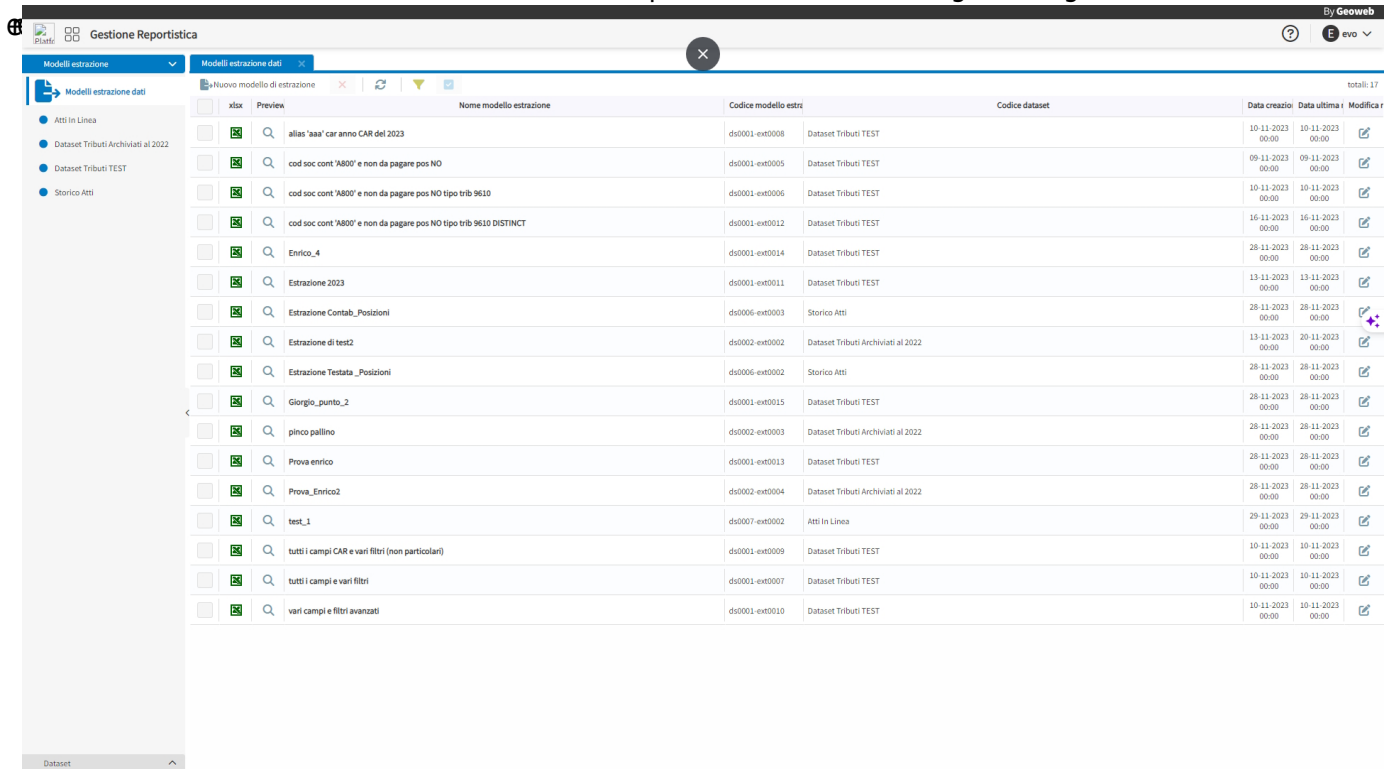 By Geoweb
Platfo
Gestione Reportistica
E evo
Modelli estrazione
Modelli estrazione dati
Modelli estrazione dati
Nuovo modello di estrazione
totali: 17
xlsx Preview Nome modello estrazione Codice modello estra Codice dataset Data creazio Data ultima Modifica
Atti In Linea
Dataset Tributi Archiviati al 2022
Dataset Tributi TEST
Storico Atti
alias 'aaa' car anno CAR del 2023 ds0001-ext0008 Dataset Tributi TEST 10-11-2023 00:00 10-11-2023 00:00
cod soc cont 'A800' e non da pagare pos NO ds0001-ext0005 Dataset Tributi TEST 09-11-2023 00:00 09-11-2023 00:00
cod soc cont 'A800' e non da pagare pos NO tipo trib 9610 ds0001-ext0006 Dataset Tributi TEST 10-11-2023 00:00 10-11-2023 00:00
cod soc cont 'A800' e non da pagare pos NO tipo trib 9610 DISTINCT ds0001-ext0012 Dataset Tributi TEST 16-11-2023 00:00 16-11-2023 00:00
Enrico_4 ds0001-ext0014 Dataset Tributi TEST 28-11-2023 00:00 28-11-2023 00:00
Estrazione 2023 ds0001-ext0011 Dataset Tributi TEST 13-11-2023 00:00 13-11-2023 00:00
Estrazione Contab_Posizioni ds0006-ext0003 Storico Atti 28-11-2023 00:00 28-11-2023 00:00
Estrazione di test2 ds0002-ext0002 Dataset Tributi Archiviati al 2022 13-11-2023 00:00 20-11-2023 00:00
Estrazione Testata _Posizioni ds0006-ext0002 Storico Atti 28-11-2023 00:00 28-11-2023 00:00
Giorgio_punto_2 ds0001-ext0015 Dataset Tributi TEST 28-11-2023 00:00 28-11-2023 00:00
pinco pallino ds0002-ext0003 Dataset Tributi Archiviati al 2022 28-11-2023 00:00 28-11-2023 00:00
Prova enrico ds0001-ext0013 Dataset Tributi TEST 28-11-2023 00:00 28-11-2023 00:00
Prova_Enrico2 ds0002-ext0004 Dataset Tributi Archiviati al 2022 28-11-2023 00:00 28-11-2023 00:00
test_1 ds0007-ext0002 Atti In Linea 29-11-2023 00:00 29-11-2023 00:00
tutti i campi CAR e vari filtri (non particolari) ds0001-ext0009 Dataset Tributi TEST 10-11-2023 00:00 10-11-2023 00:00
tutti i campi e vari filtri ds0001-ext0007 Dataset Tributi TEST 10-11-2023 00:00 10-11-2023 00:00
vari campi e filtri avanzati ds0001-ext0010 Dataset Tributi TEST 10-11-2023 00:00 10-11-2023 00:00
Dataset